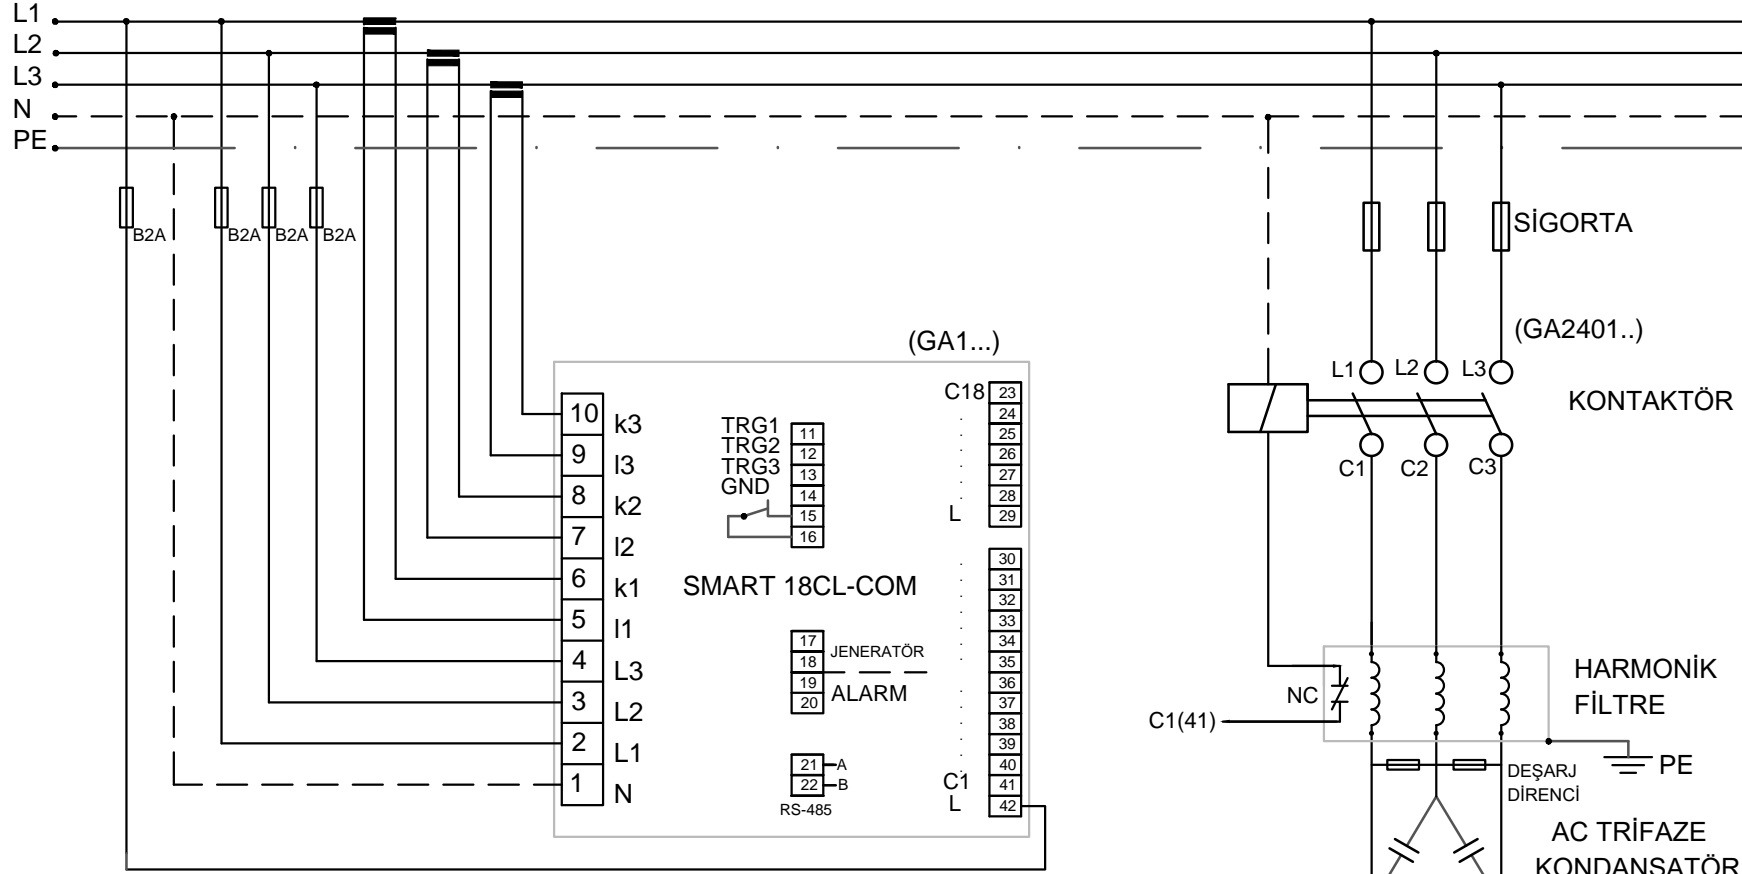 L1
L2
L3
N
PE
B2A
B2A
B2A
B2A
SİGORTA
(GA1...)
(GA2401..)
L1
L2
L3
KONTAKTÖR
C1
C2
C3
10 k3
9 l3
8 k2
7 l2
6 k1
5 l1
4 L3
3 L2
2 L1
1 N
TRG1 11
TRG2 12
TRG3 13
GND 14
15
16
SMART 18CL-COM
17
18
JENERATÖR
19
20
ALARM
21 A
22 B
RS-485
C18 23
24
25
26
27
28
L 29
30
31
32
33
34
35
36
37
38
39
40
C1 41
L 42
NC
C1(41)
HARMONİK
FİLTRE
PE
DEŞARJ
DİRENCİ
AC TRİFAZE
KONDANSATÖR